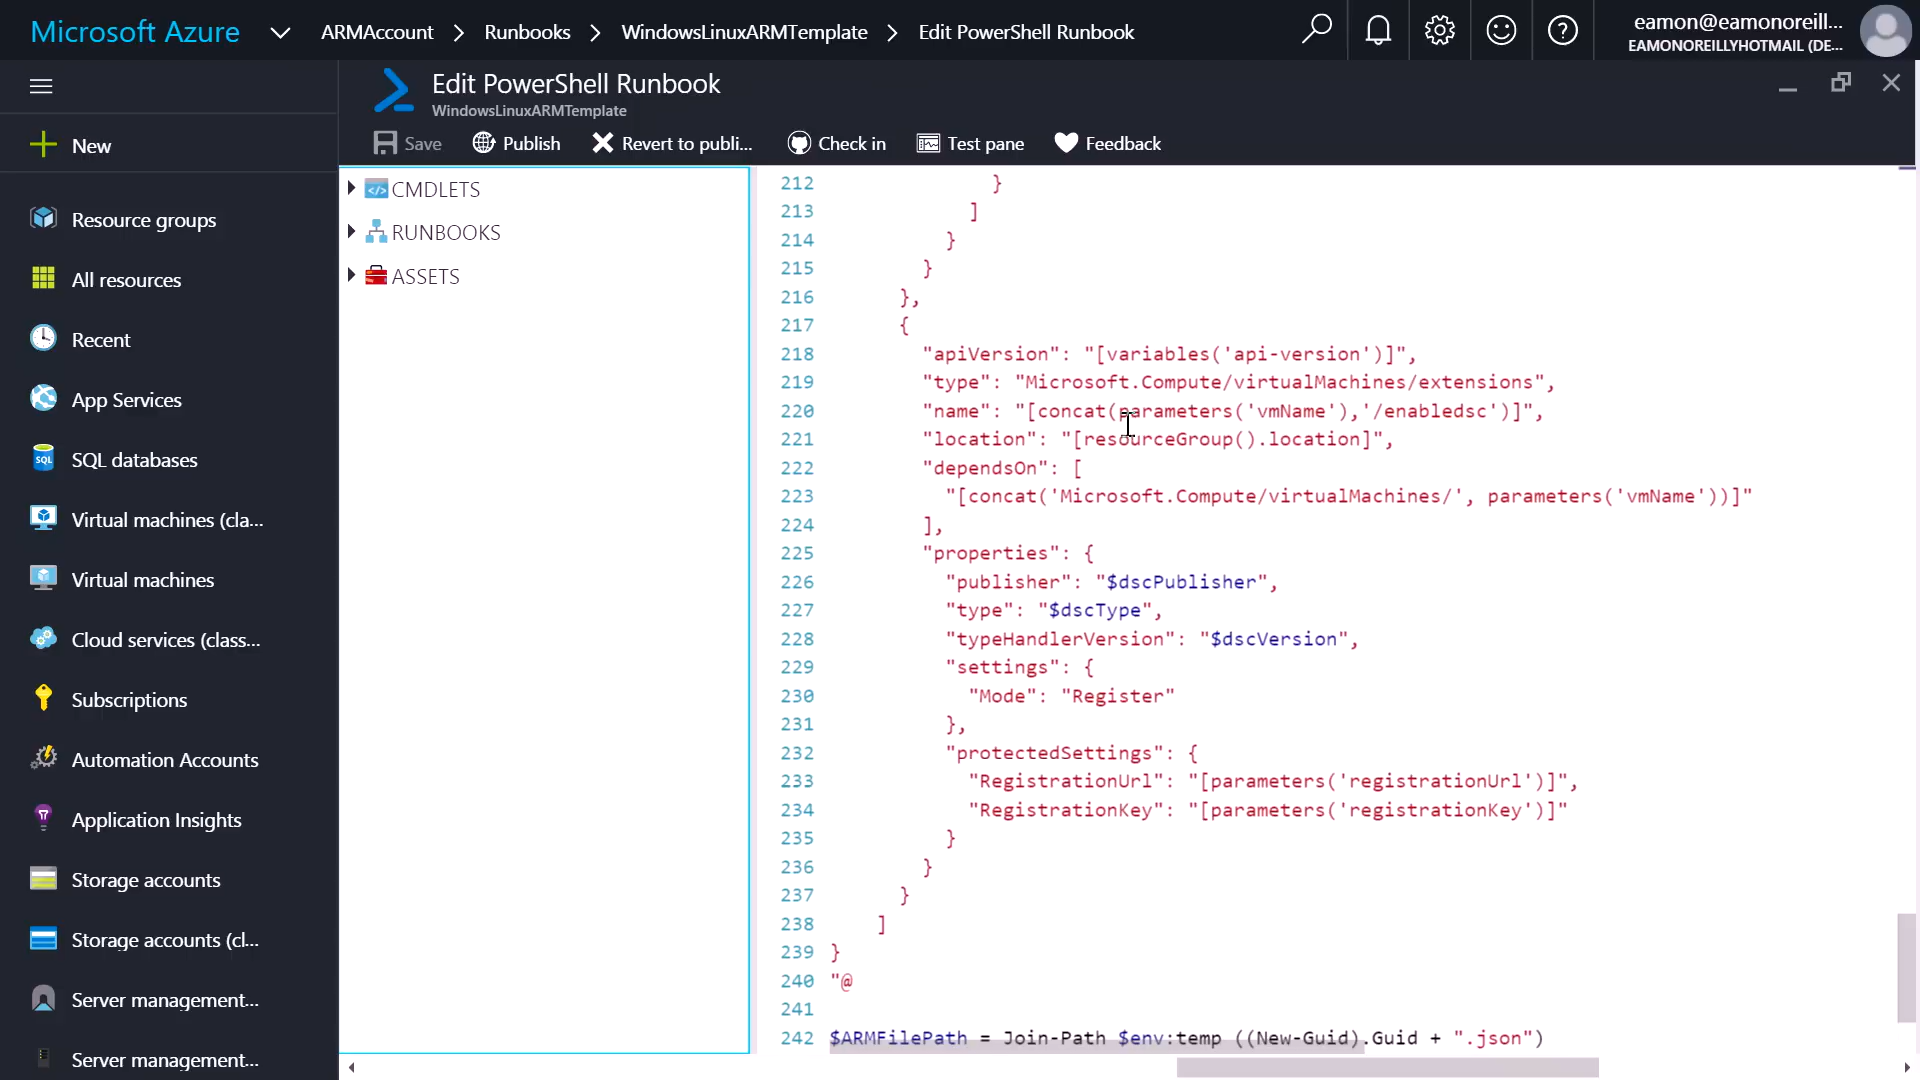 Microsoft Azure
ARMAccount > Runbooks > WindowsLinuxARMTemplate > Edit PowerShell Runbook
eamon@eamonoreill...
EAMONOREILLYHOTMAIL (DE...
Edit PowerShell Runbook
WindowsLinuxARMTemplate
Save
Publish
Revert to publi...
Check in
Test pane
Feedback
New
Resource groups
All resources
Recent
App Services
SQL databases
Virtual machines (cla...
Virtual machines
Cloud services (class...
Subscriptions
Automation Accounts
Application Insights
Storage accounts
Storage accounts (cl...
Server management...
Server management...
CMDLETS
RUNBOOKS
ASSETS
212 }
213 ]
214 }
215 }
216 },
217 {
218 "apiVersion": "[variables('api-version')]",
219 "type": "Microsoft.Compute/virtualMachines/extensions",
220 "name": "[concat(parameters('vmName'),'/enabledsc')]",
221 "location": "[resourceGroup().location]",
222 "dependsOn": [
223 "[concat('Microsoft.Compute/virtualMachines/', parameters('vmName'))]"
224 ],
225 "properties": {
226 "publisher": "$dscPublisher",
227 "type": "$dscType",
228 "typeHandlerVersion": "$dscVersion",
229 "settings": {
230 "Mode": "Register"
231 },
232 "protectedSettings": {
233 "RegistrationUrl": "[parameters('registrationUrl')]",
234 "RegistrationKey": "[parameters('registrationKey')]"
235 }
236 }
237 }
238 ]
239 }
240 "@
241
242 $ARMFilePath = Join-Path $env:temp ((New-Guid).Guid + ".json")